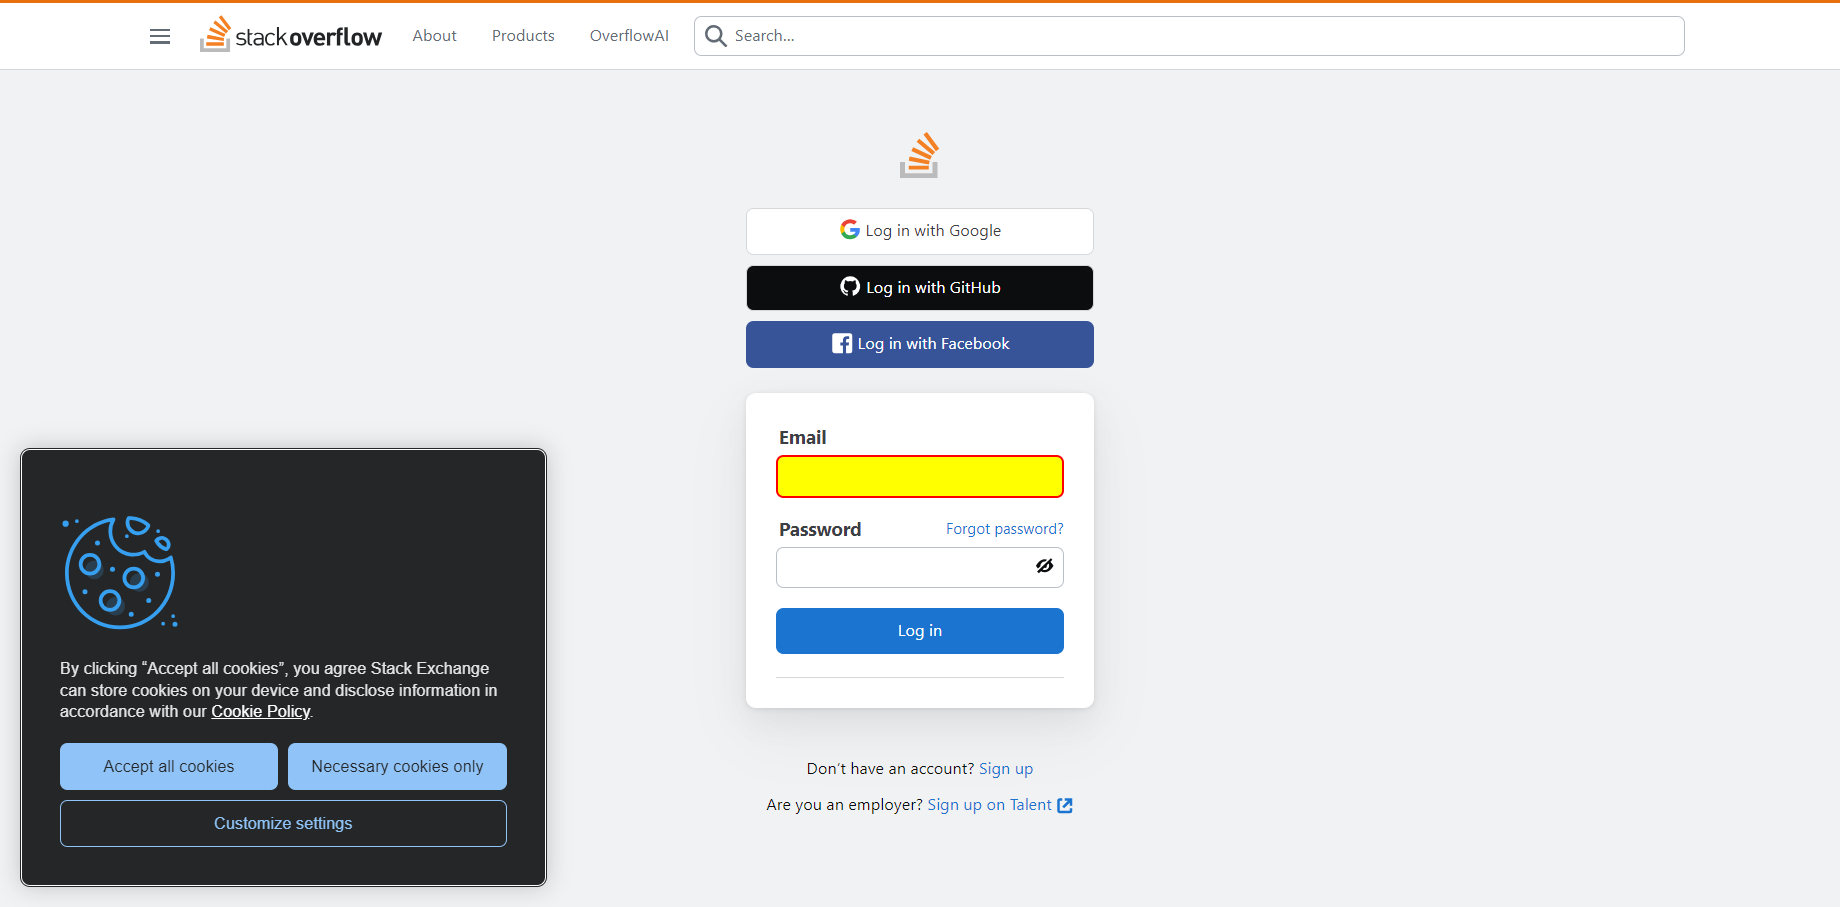 stackoverflow About Products OverflowAI Search...
Log in with Google
Log in with GitHub
Log in with Facebook
Email
Password Forgot password?
Log in
Don't have an account? Sign up
Are you an employer? Sign up on Talent
By clicking “Accept all cookies”, you agree Stack Exchange
can store cookies on your device and disclose information in
accordance with our Cookie Policy.
Accept all cookies Necessary cookies only
Customize settings